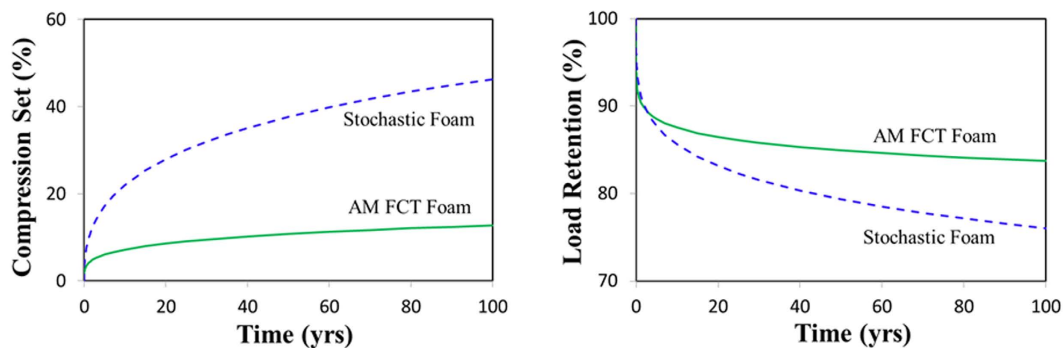 Compression Set (%)
60
40
20
0
Stochastic Foam
AM FCT Foam
0 20 40 60 80 100
Time (yrs)
Load Retention (%)
100
90
80
70
AM FCT Foam
Stochastic Foam
0 20 40 60 80 100
Time (yrs)